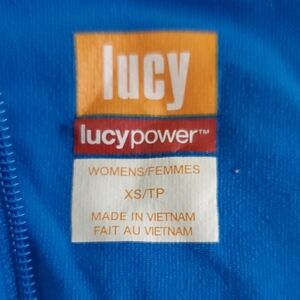 lucy
lucypower™
WOMENS/FEMMES
XS/TP
MADE IN VIETNAM
FAIT AU VIETNAM